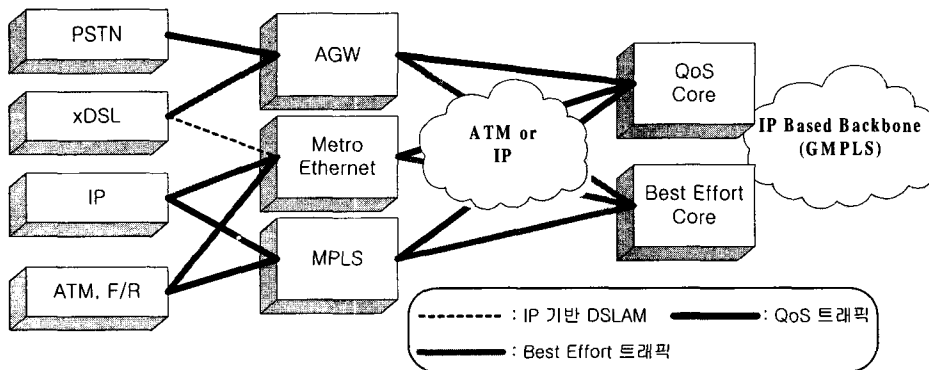 PSTN
xDSL
IP
ATM, F/R
AGW
Metro
Ethernet
MPLS
ATM or
IP
QoS
Core
Best Effort
Core
IP Based Backbone
(GMPLS)
: IP 기반 DSLAM
: QoS 트래픽
: Best Effort 트래픽